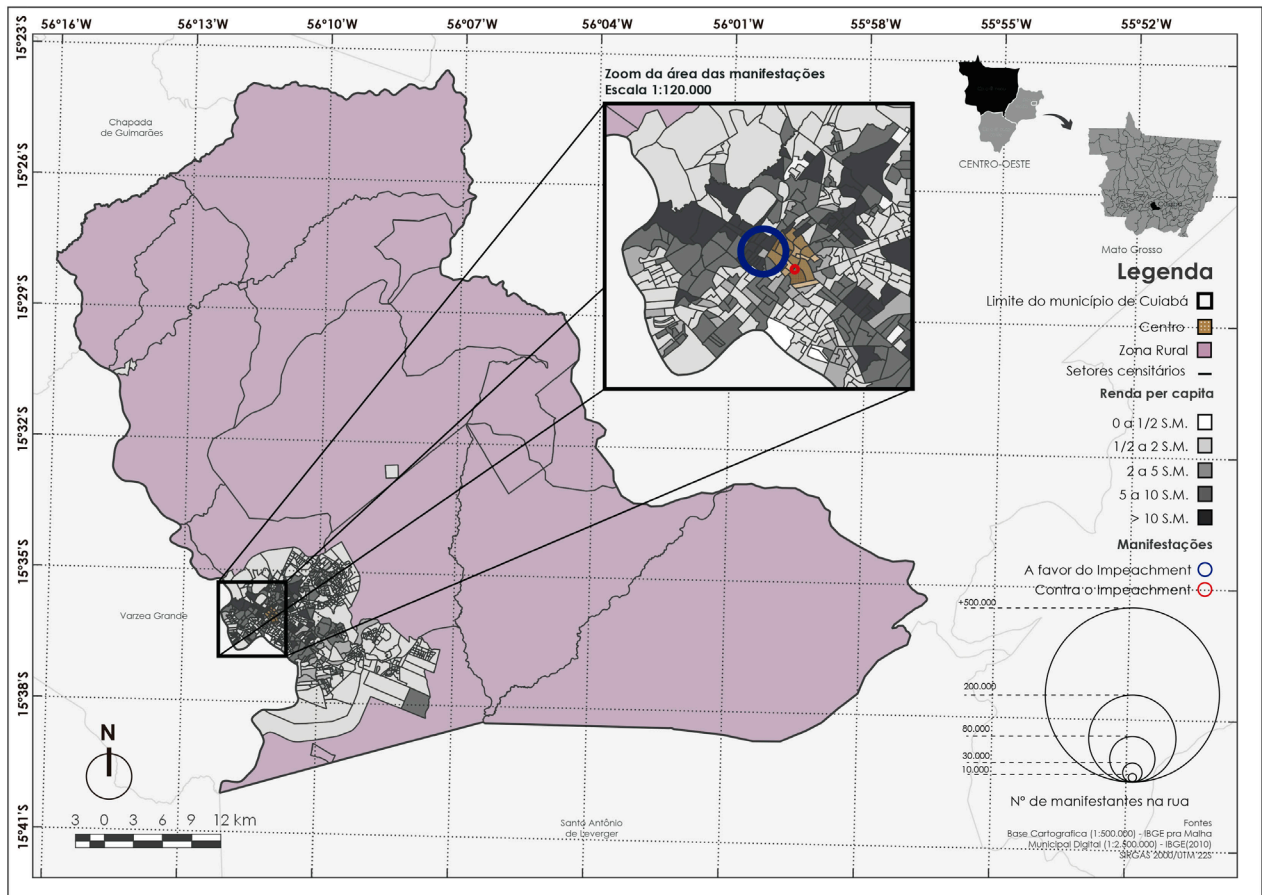 56°16'W 56°13'W 56°10'W 56°07'W 56°04'W 56°01'W 55°58'W 55°55'W 55°52'W
15°23'S
15°26'S
15°29'S
15°32'S
15°35'S
15°38'S
15°41'S
Chapada
de Guimarães
Zoom da área das manifestações
Escala 1:120.000
CENTRO-OESTE
Mato Grosso
Varzea Grande
Santo Antônio
de Leverger
N
3 0 3 6 9 12 km
Legenda
Limite do município de Cuiabá
Centro
Zona Rural
Setores censitários
Renda per capita
0 a 1/2 S.M.
1/2 a 2 S.M.
2 a 5 S.M.
5 a 10 S.M.
> 10 S.M.
Manifestações
A favor do Impeachment
Contra o Impeachment
+500.000
200.000
80.000
30.000
10.000
Nº de manifestantes na rua
Fontes
Base Cartografica (1:500.000) - IBGE pra Malha
Municipal Digital (1:2.500.000) - IBGE(2010)
SIRGAS 2000/UTM 22S